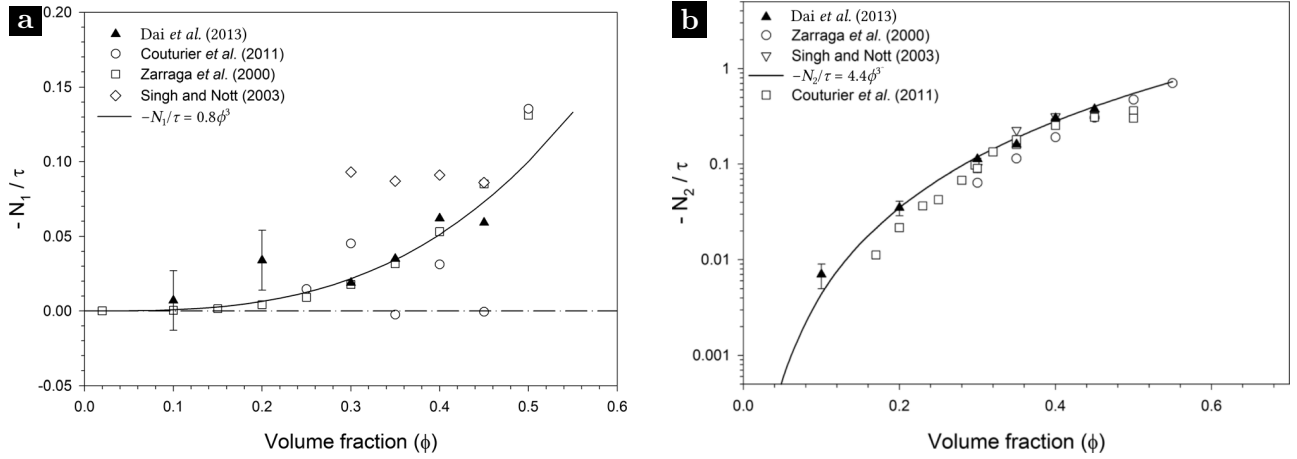 a
0.20
0.15
0.10
0.05
0.00
-0.05
- N1 / τ
Dai et al. (2013)
Couturier et al. (2011)
Zarraga et al. (2000)
Singh and Nott (2003)
−N1/τ = 0.8ϕ³
0.0 0.1 0.2 0.3 0.4 0.5 0.6
Volume fraction (ϕ)
b
1
0.1
0.01
0.001
- N2 / τ
Dai et al. (2013)
Zarraga et al. (2000)
Singh and Nott (2003)
−N2/τ = 4.4ϕ³
Couturier et al. (2011)
0.0 0.2 0.4 0.6
Volume fraction (ϕ)